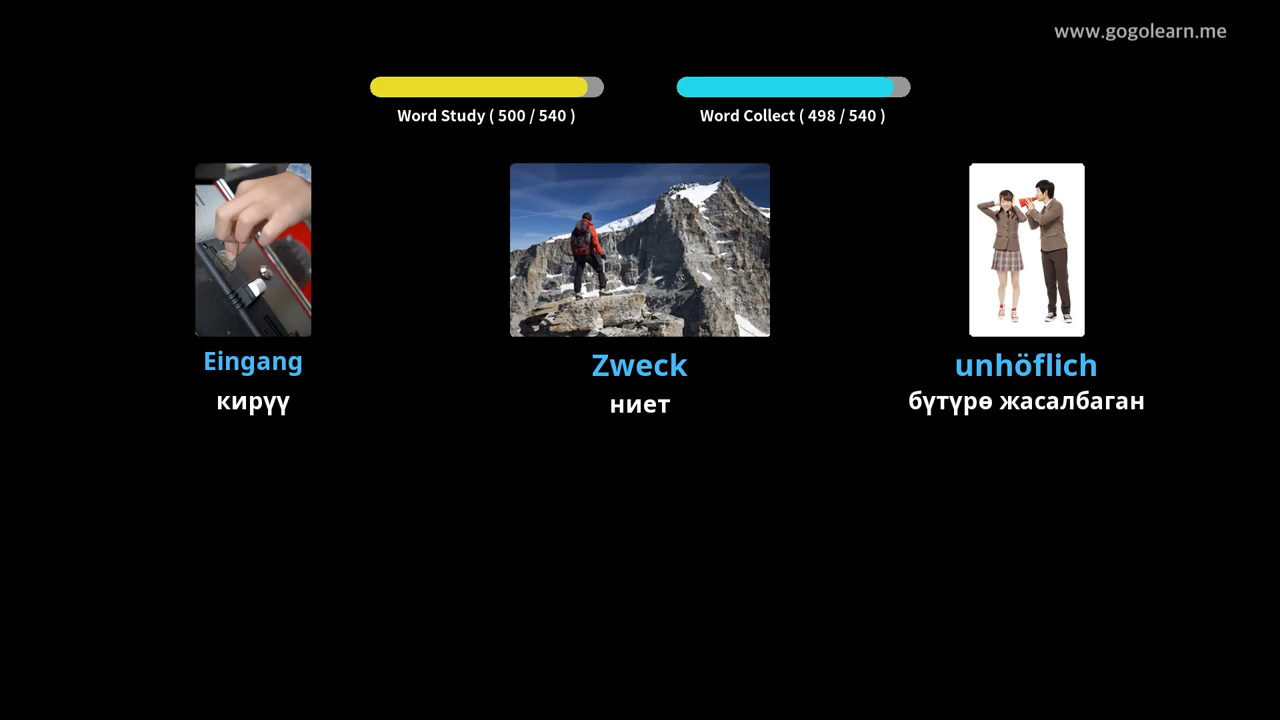 www.gogolearn.me
Word Study ( 500 / 540 )
Word Collect ( 498 / 540 )
Eingang
кирүү
Zweck
ниет
unhöflich
бүтүрө жасалбаган